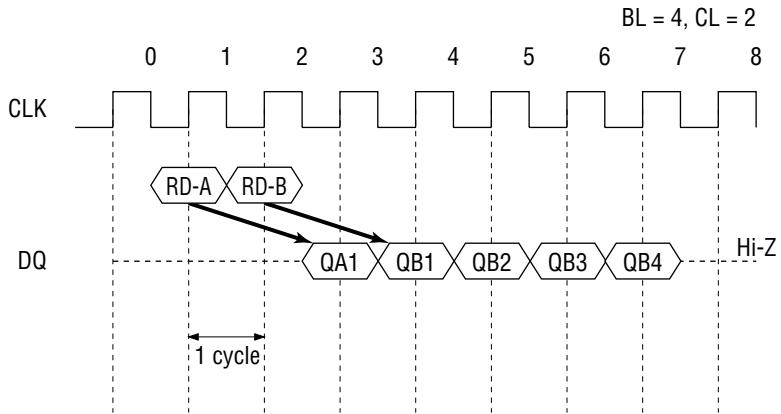 BL = 4, CL = 2
0 1 2 3 4 5 6 7 8
CLK
RD-A RD-B
DQ QA1 QB1 QB2 QB3 QB4 Hi-Z
1 cycle